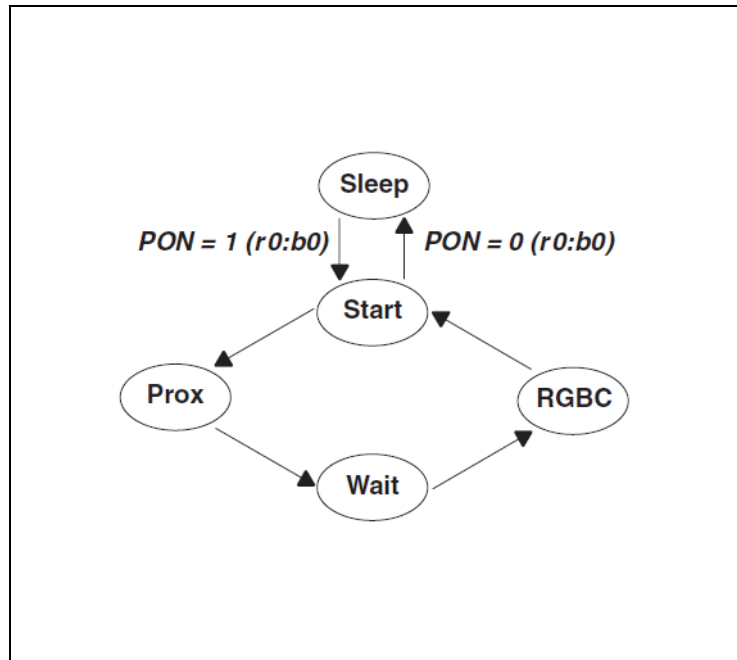 Sleep
PON = 1 (r0:b0)
PON = 0 (r0:b0)
Start
Prox
RGBC
Wait